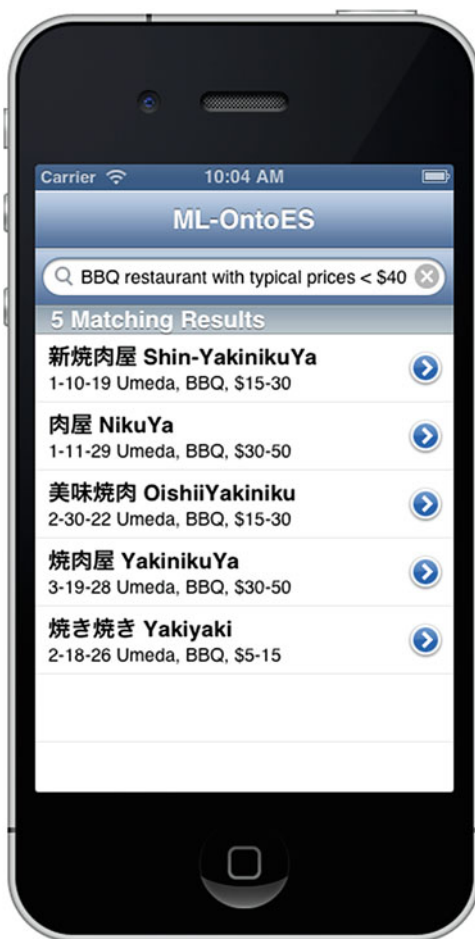 Carrier 10:04 AM
ML-OntoES
BBQ restaurant with typical prices < $40
5 Matching Results
新焼肉屋 Shin-YakinikuYa
1-10-19 Umeda, BBQ, $15-30
肉屋 NikuYa
1-11-29 Umeda, BBQ, $30-50
美味焼肉 OishiiYakiniku
2-30-22 Umeda, BBQ, $15-30
焼肉屋 YakinikuYa
3-19-28 Umeda, BBQ, $30-50
焼き焼き Yakiyaki
2-18-26 Umeda, BBQ, $5-15